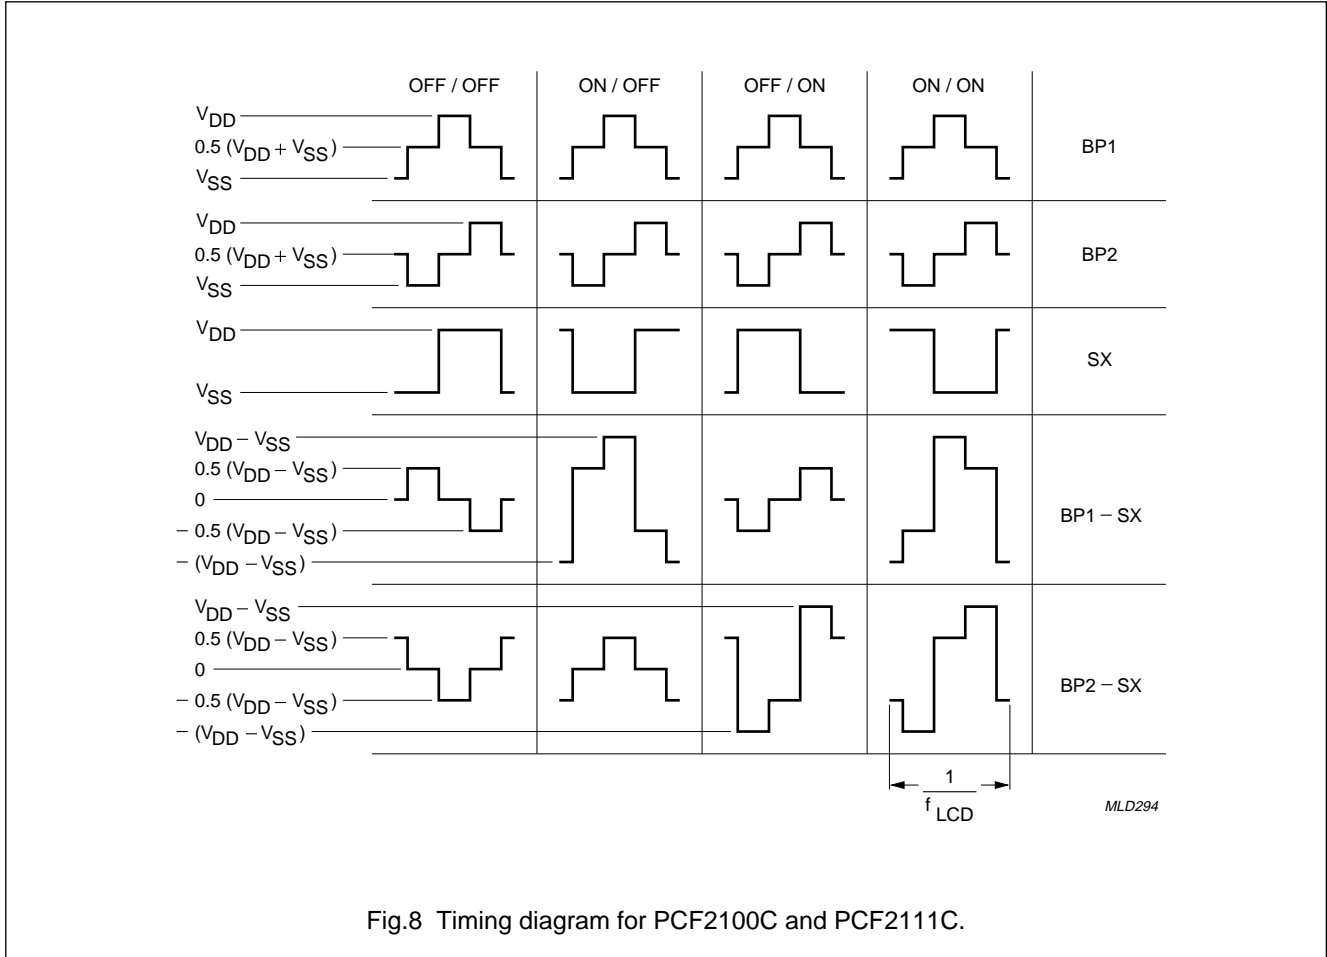 OFF / OFF ON / OFF OFF / ON ON / ON
VDD
0.5 (VDD + VSS)
VSS
BP1
VDD
0.5 (VDD + VSS)
VSS
BP2
VDD
VSS
SX
VDD − VSS
0.5 (VDD − VSS)
0
− 0.5 (VDD − VSS)
− (VDD − VSS)
BP1 − SX
VDD − VSS
0.5 (VDD − VSS)
0
− 0.5 (VDD − VSS)
− (VDD − VSS)
BP2 − SX
1
f LCD
MLD294
Fig.8 Timing diagram for PCF2100C and PCF2111C.